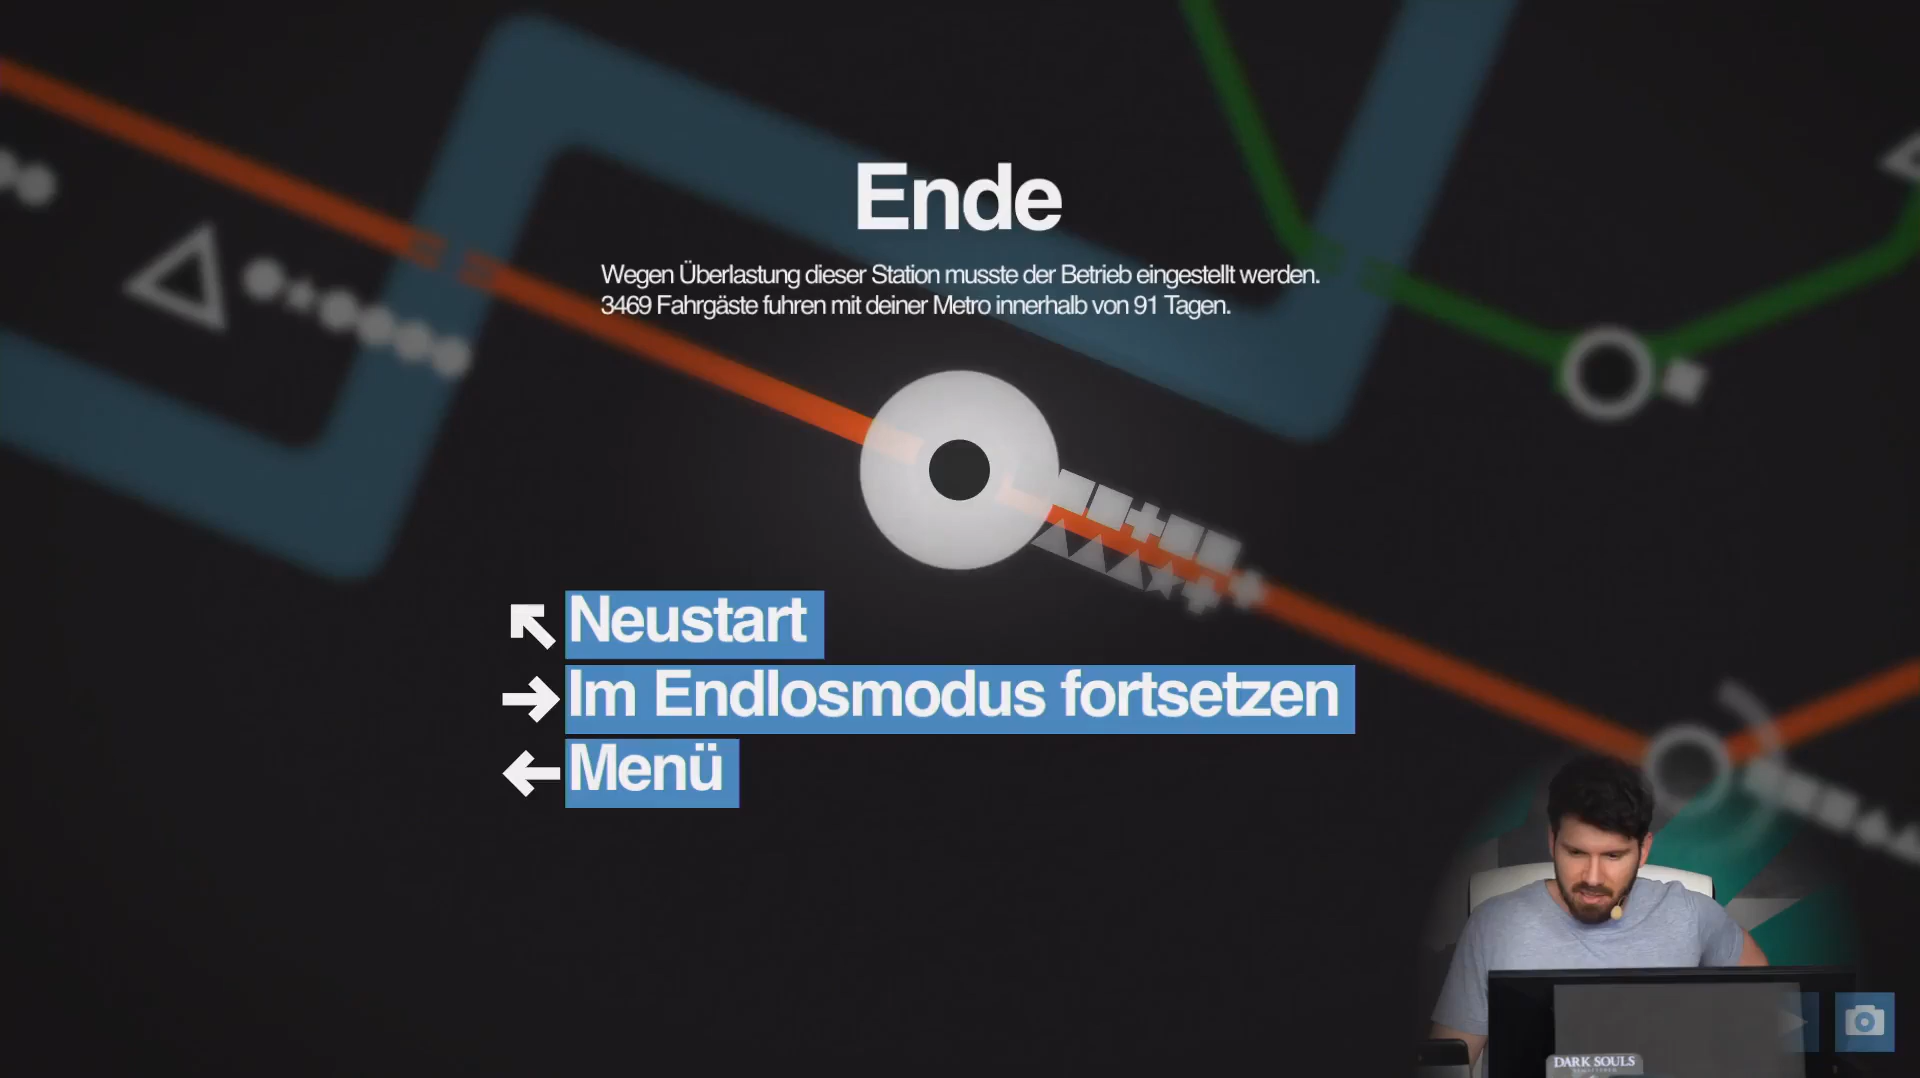 Ende
Wegen Überlastung dieser Station musste der Betrieb eingestellt werden.
3469 Fahrgäste fuhren mit deiner Metro innerhalb von 91 Tagen.
Neustart
Im Endlosmodus fortsetzen
Menü
DARK SOULS